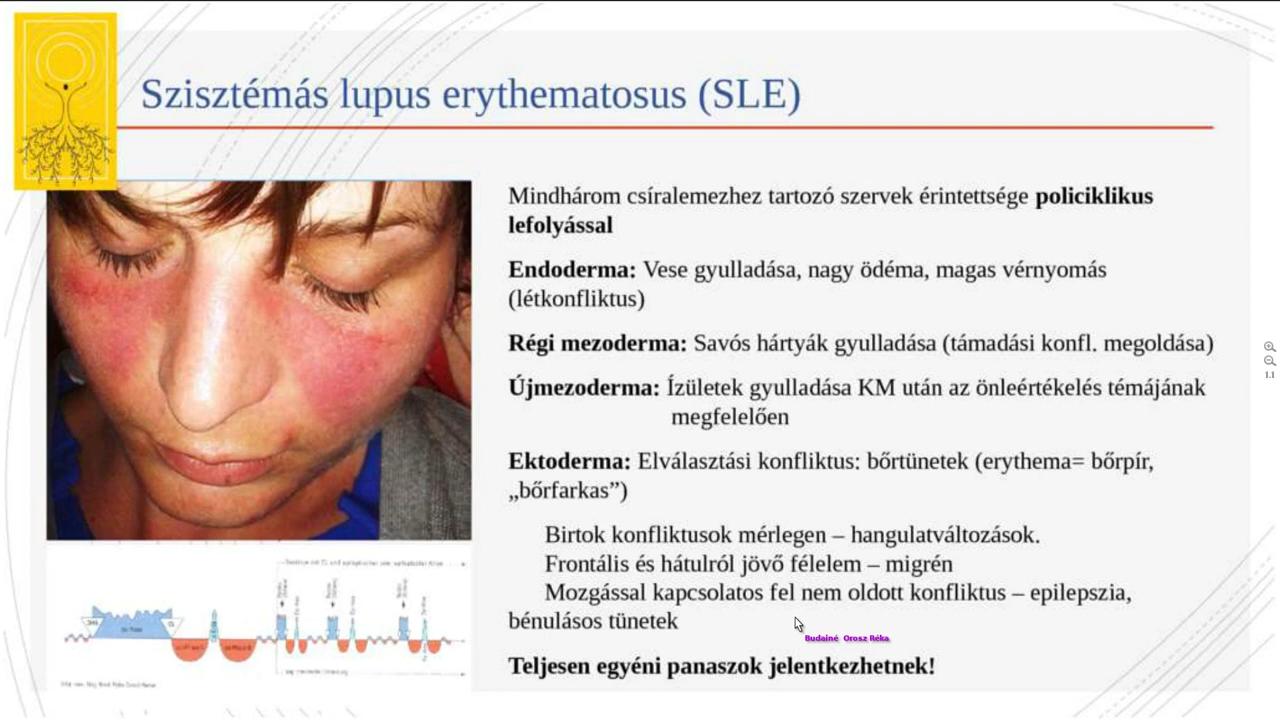 Szisztémás lupus erythematosus (SLE)
Mindhárom csíralemezhez tartozó szervek érintettsége policiklikus
lefolyással
Endoderma: Vese gyulladása, nagy ödéma, magas vérnyomás
(létkonfliktus)
Régi mezoderma: Savós hártyák gyulladása (támadási konfl. megoldása)
Újmezoderma: Ízületek gyulladása KM után az önleértékelés témájának
megfelelően
Ektoderma: Elválasztási konfliktus: bőrtünetek (erythema= bőrpír,
„bőrfarkas”)
Birtok konfliktusok mérlegen – hangulatváltozások.
Frontális és hátulról jövő félelem – migrén
Mozgással kapcsolatos fel nem oldott konfliktus – epilepszia,
bénulásos tünetek
Budainé Orosz Réka
Teljesen egyéni panaszok jelentkezhetnek!
1:1